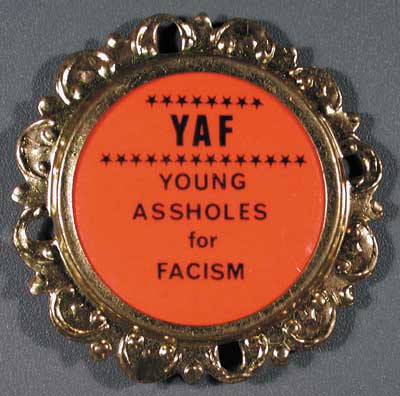 YAF
YOUNG
ASSHOLES
for
FACISM